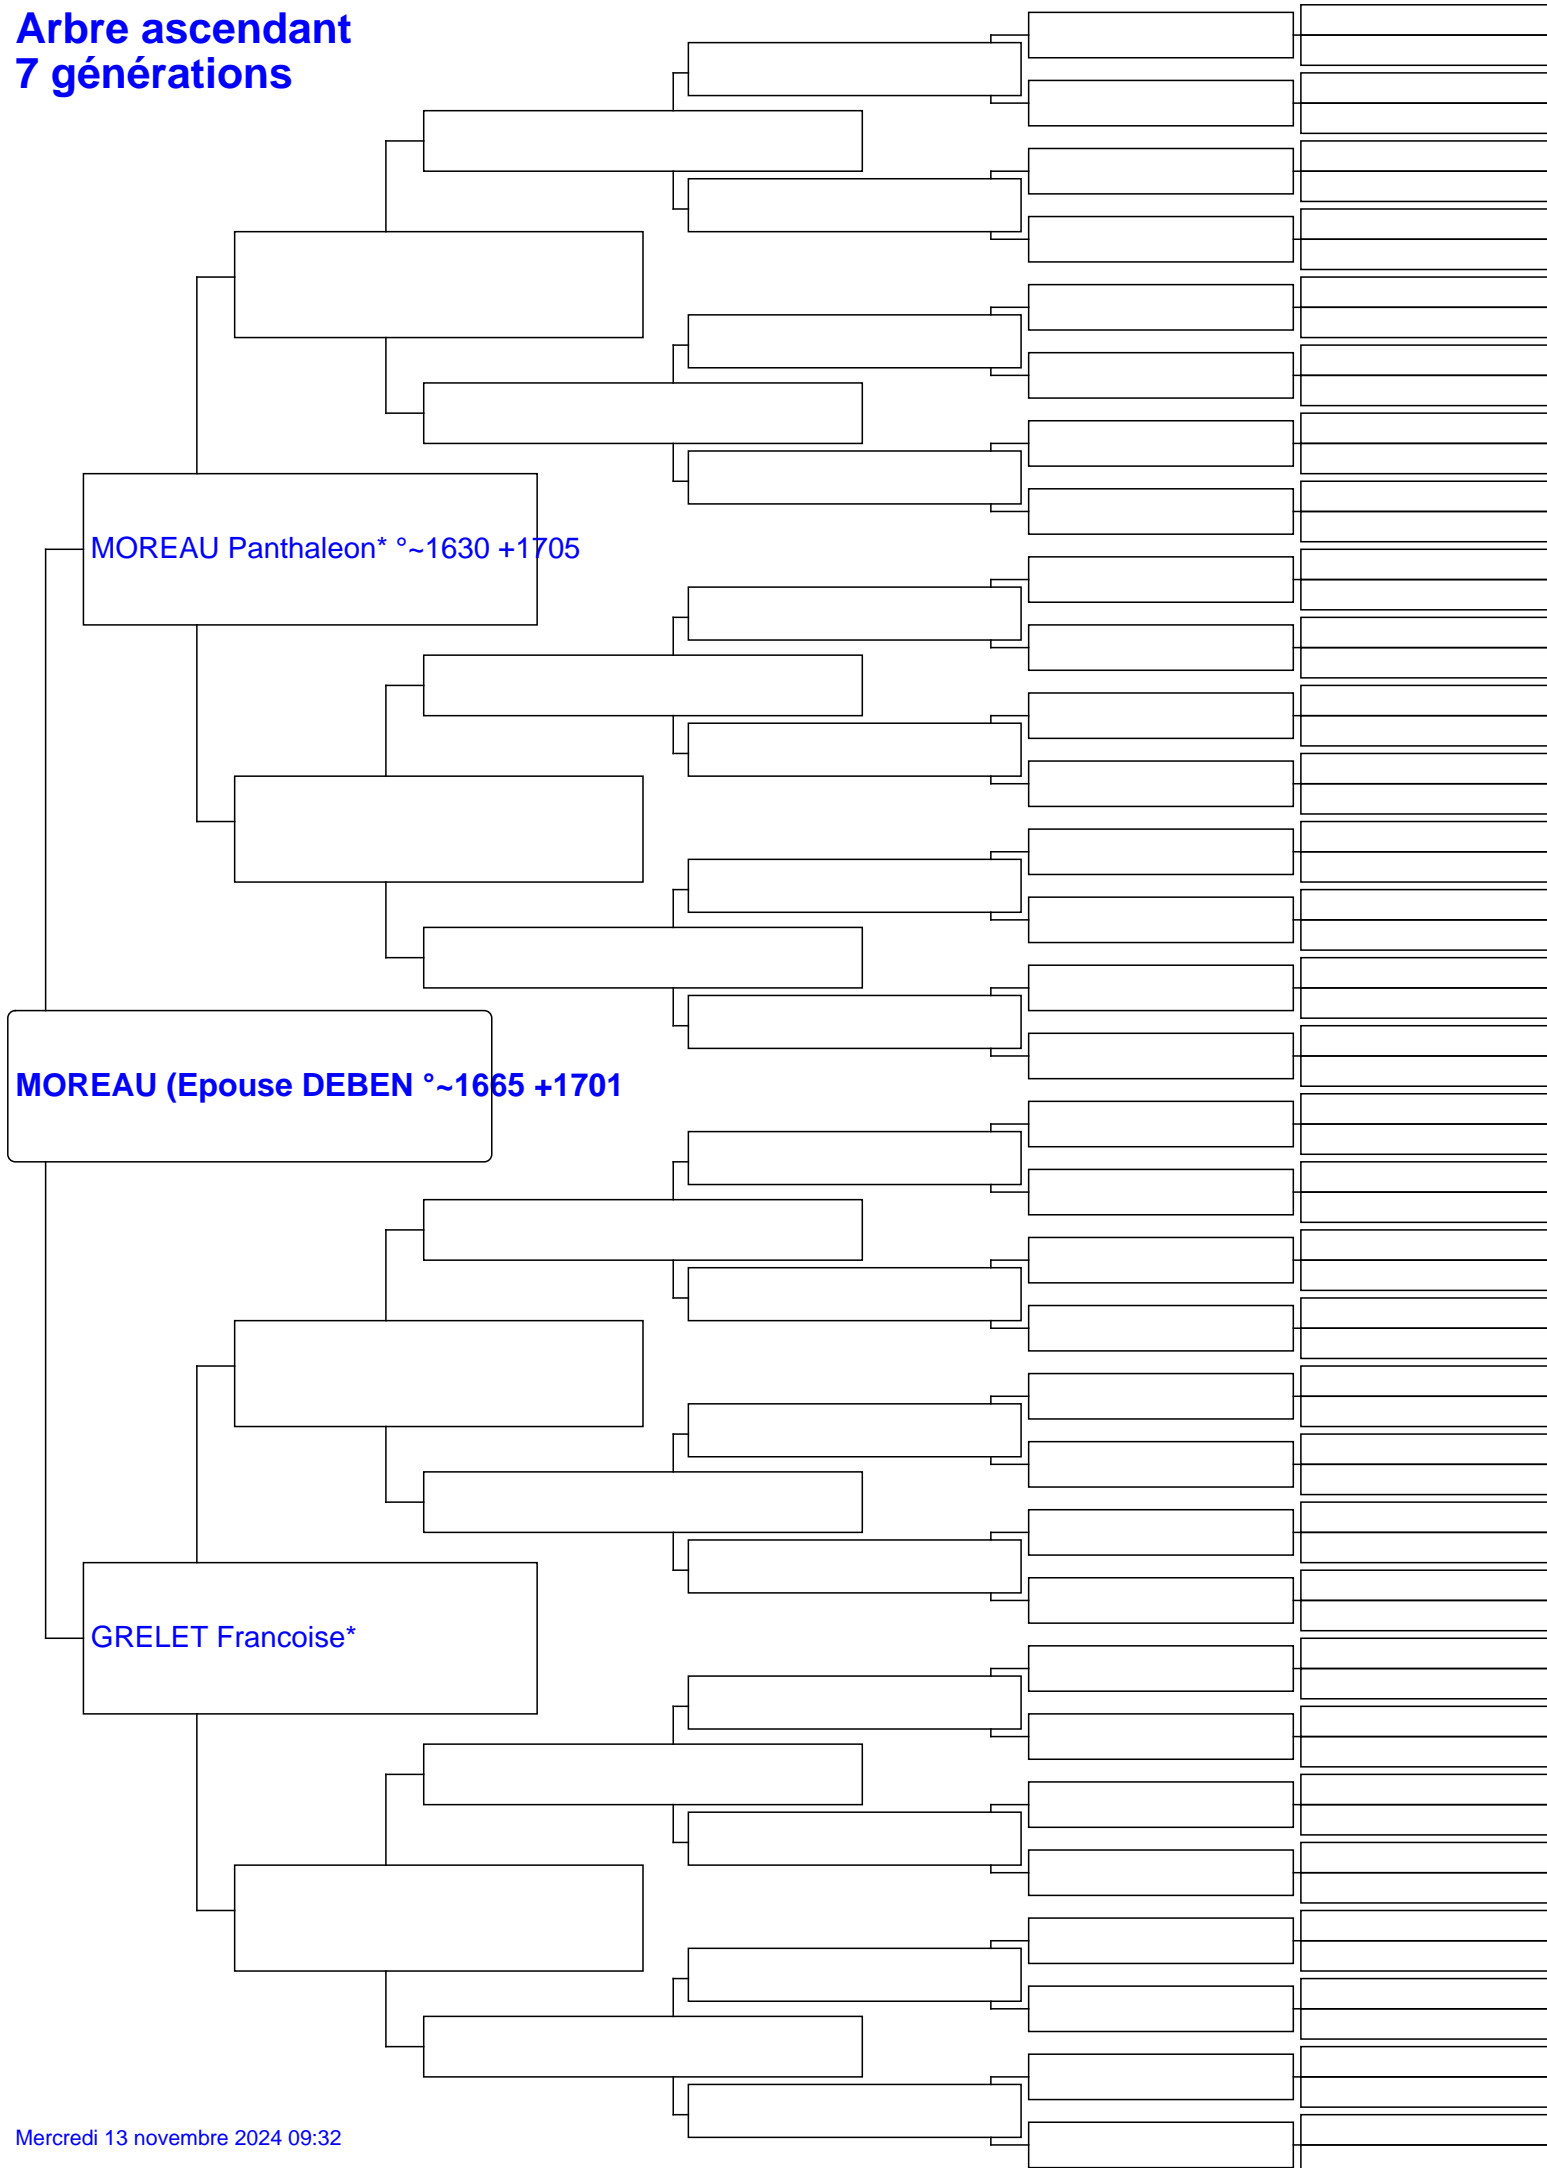 Arbre ascendant
7 générations
MOREAU Panthaleon* °~1630 +1705
MOREAU (Epouse DEBEN °~1665 +1701
GRELET Francoise*
Mercredi 13 novembre 2024 09:32